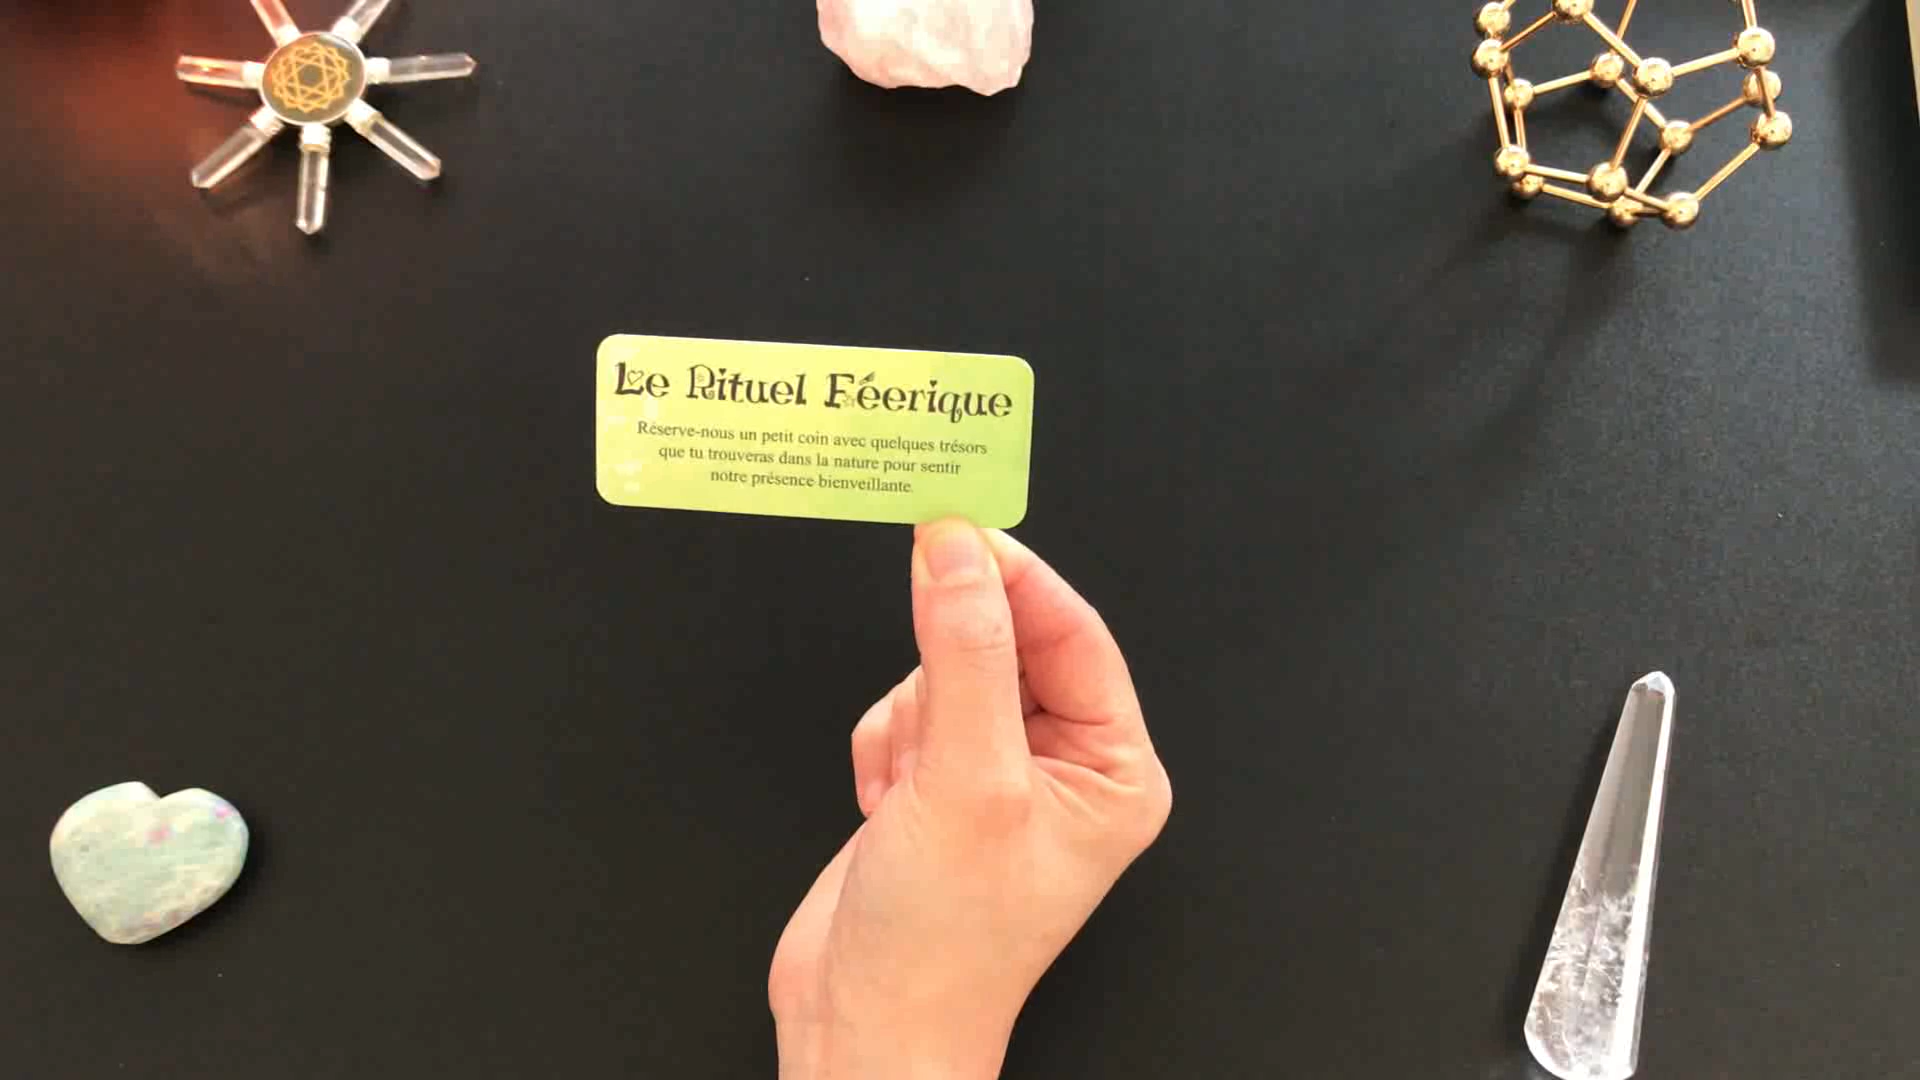 Le Rituel Féerique
Réserve-nous un petit coin avec quelques trésors
que tu trouveras dans la nature pour sentir
notre présence bienveillante.